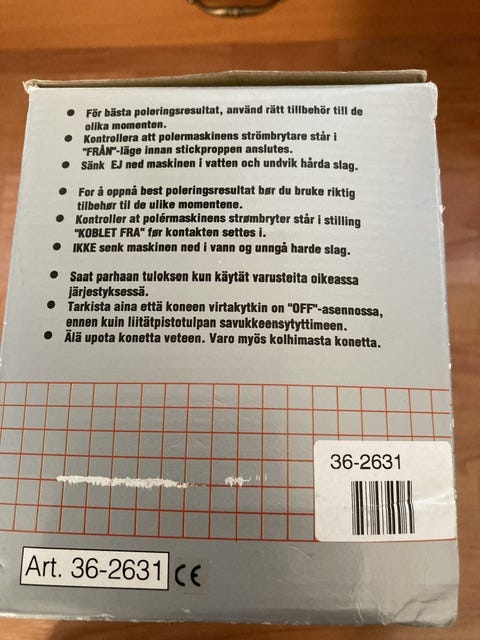 ● För bästa poleringsresultat, använd rätt tillbehör till de
olika momenten.
● Kontrollera att polermaskinens strömbrytare står i
"FRÅN"-läge innan stickproppen anslutes.
● Sänk EJ ned maskinen i vatten och undvik hårda slag.
● For å oppnå best poleringsresultat bør du bruke riktig
tilbehør til de ulike momentene.
● Kontroller at polérmaskinens strømbryter står i stilling
"KOBLET FRA" før kontakten settes i.
● IKKE senk maskinen ned i vann og unngå harde slag.
● Saat parhaan tuloksen kun käytät varusteita oikeassa
järjestyksessä.
● Tarkista aina että koneen virtakytkin on "OFF"-asennossa,
ennen kuin liitätpistotulpan savukkeensytyttimeen.
● Älä upota konetta veteen. Varo myös kolhimasta konetta.
36-2631
Art. 36-2631 CE